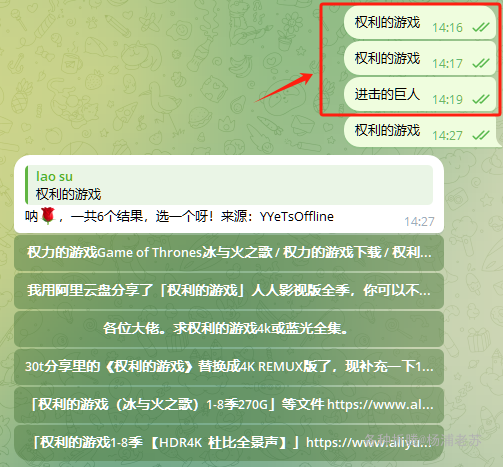 权利的游戏 14:16
权利的游戏 14:17
进击的巨人 14:19
权利的游戏 14:27
lao su
权利的游戏
呐🌹，一共6个结果，选一个呀！来源：YYeTsOffline
14:27
权力的游戏Game of Thrones冰与火之歌 / 权力的游戏下载 / 权利...
我用阿里云盘分享了「权利的游戏」人人影视版全季，你可以不...
各位大佬。求权利的游戏4k或蓝光全集。
30t分享里的《权利的游戏》替换成4K REMUX版了，现补充一下1...
「权利的游戏（冰与火之歌）1-8季270G」等文件 https://www.al...
「权利的游戏1-8季 【HDR4K 杜比全景声】」https://www.aliyu...